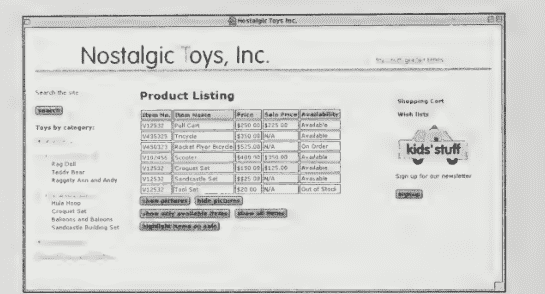 Nostalgic Toys, Inc.
Nostalgic Toys, Inc.
Search the site
search
Toys by category:
Rag Doll
Teddy Bear
Raggety Ann and Andy
Hula Hoop
Croquet Set
Balloons and Baloons
Sandcastle Building Set
Product Listing
Item No. Item Name Price Sale Price Availability
V12532 Pull Cart $250.00 $225.00 Available
Tricycle $350.00 N/A Available
Rocket Flyer Bicycle $525.00 N/A On Order
Scooter $350.00 Available
V12532 Croquet Set $150.00 $125.00 Available
V12532 Sandcastle Set $25.00 N/A Available
V12532 Tool Set $20.00 N/A Out of Stock
show pictures hide pictures
show only available items show all items
highlight items on sale
Shopping Cart
Wish lists
kids' stuff
Sign up for our newsletter
signup